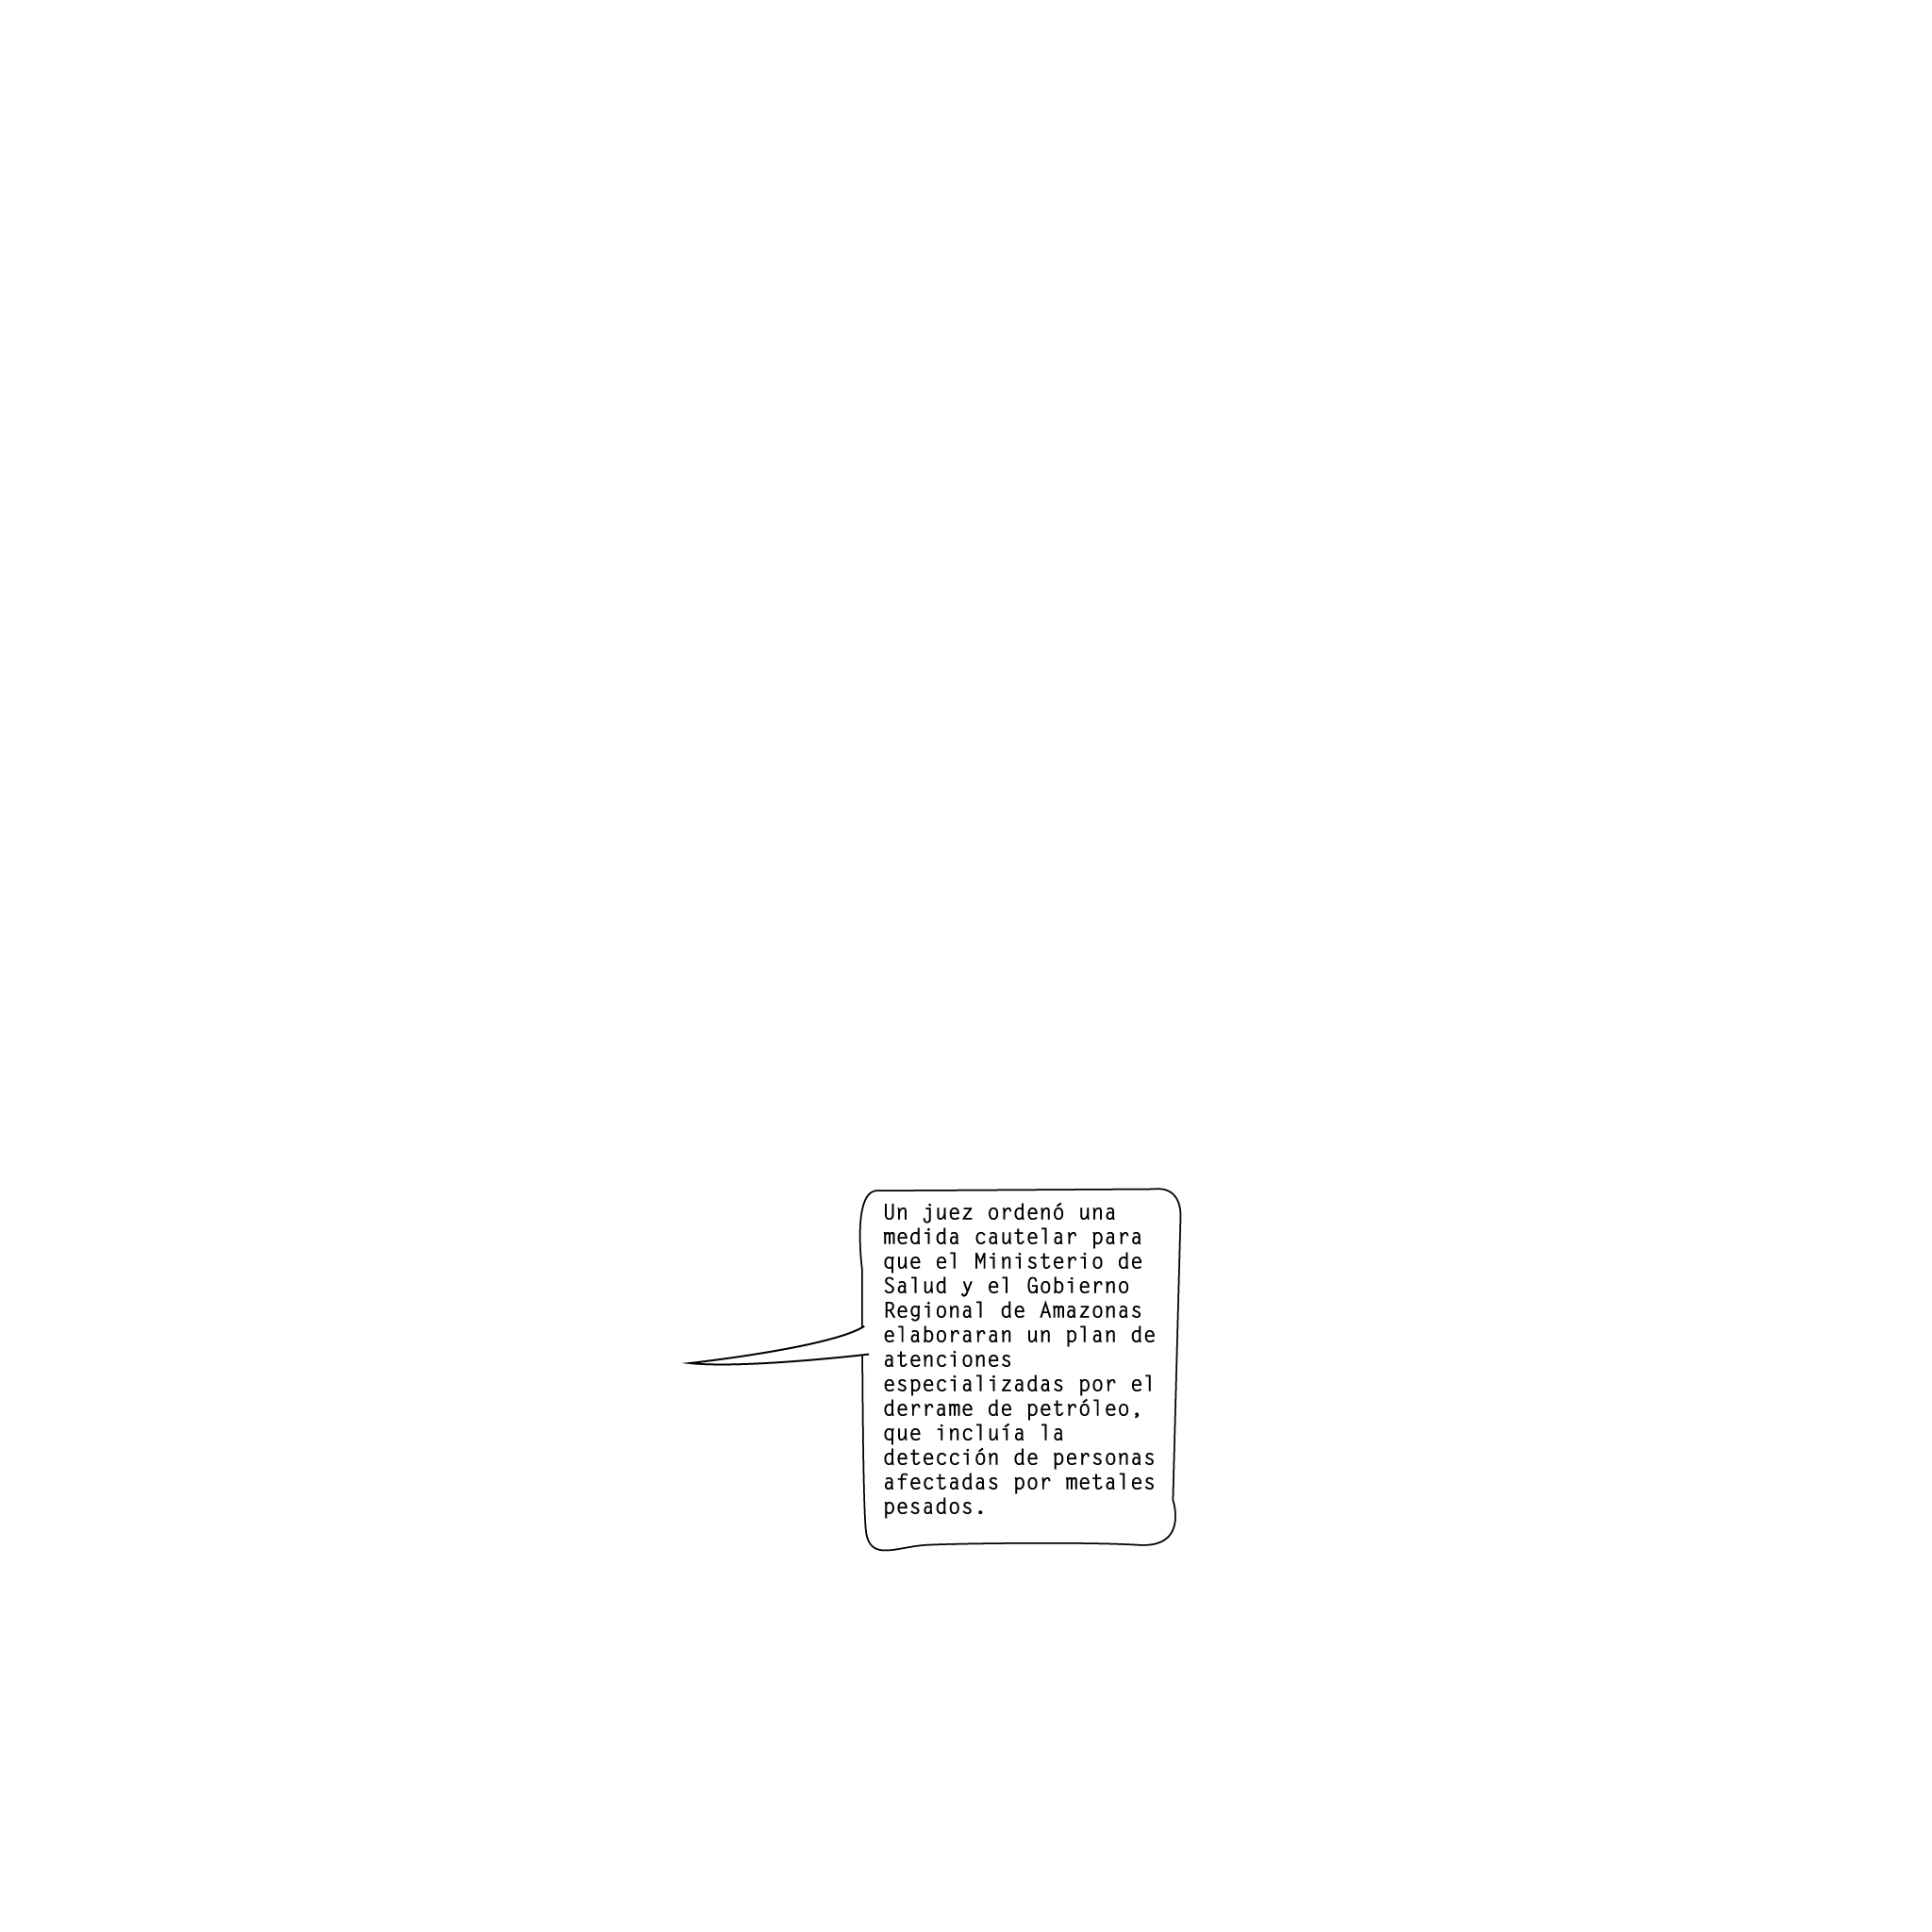 Un juez ordenó una
medida cautelar para
que el Ministerio de
Salud y el Gobierno
Regional de Amazonas
elaboraran un plan de
atenciones
especializadas por el
derrame de petróleo,
que incluía la
detección de personas
afectadas por metales
pesados.